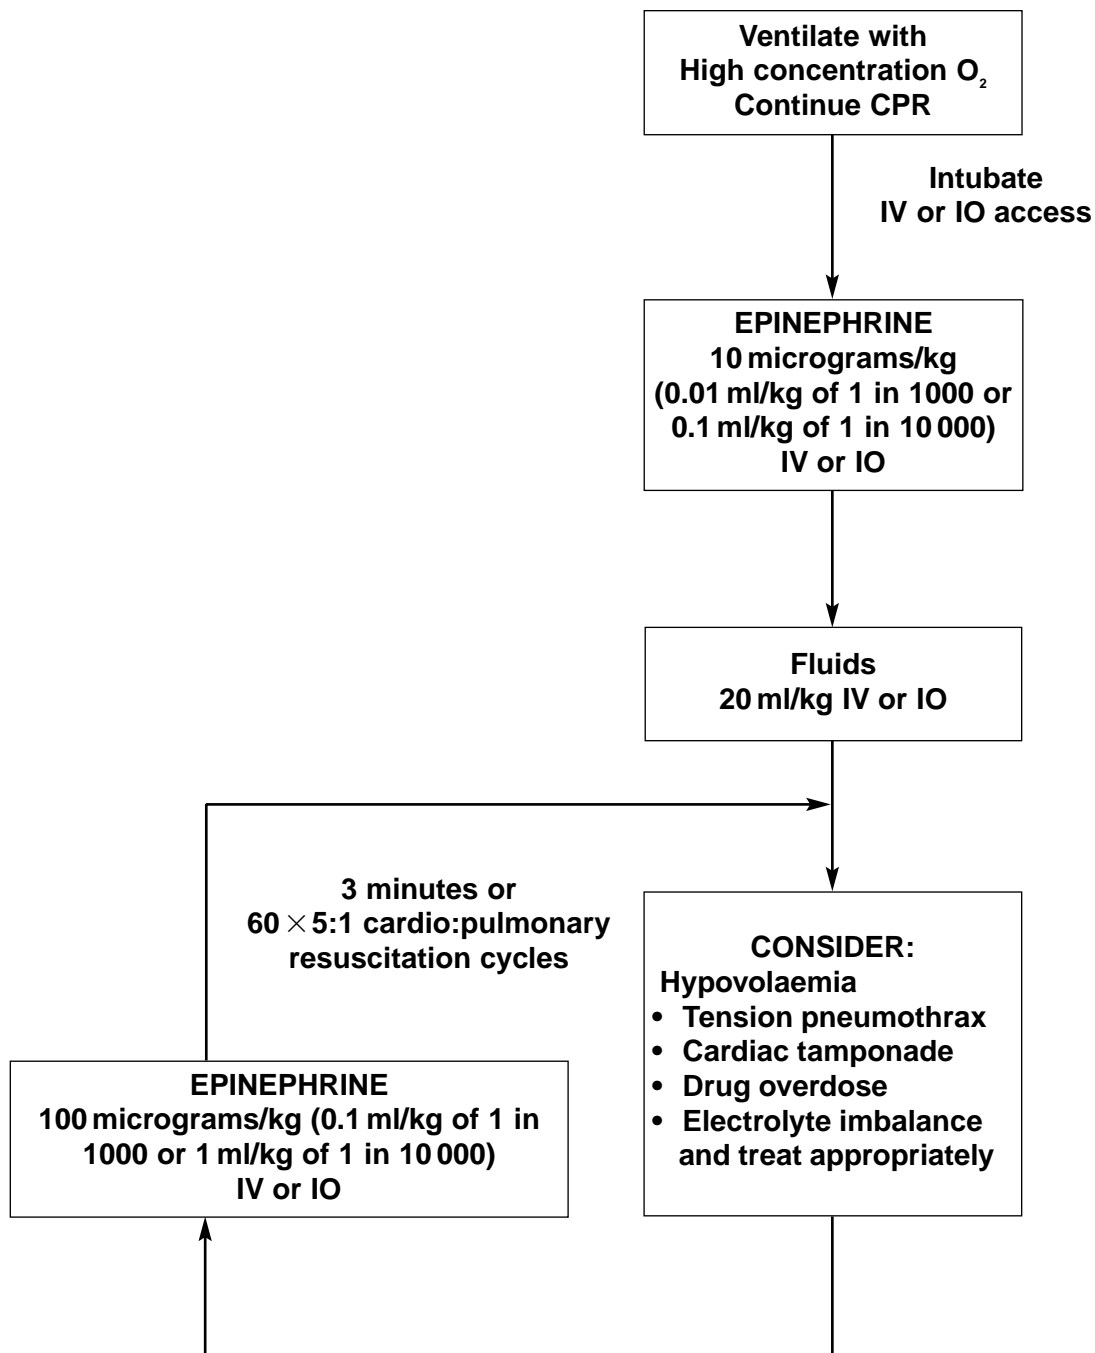 Ventilate with
High concentration O₂
Continue CPR
Intubate
IV or IO access
EPINEPHRINE
10 micrograms/kg
(0.01 ml/kg of 1 in 1000 or
0.1 ml/kg of 1 in 10 000)
IV or IO
Fluids
20 ml/kg IV or IO
3 minutes or
60 × 5:1 cardio:pulmonary
resuscitation cycles
CONSIDER:
Hypovolaemia
• Tension pneumothrax
• Cardiac tamponade
• Drug overdose
• Electrolyte imbalance
and treat appropriately
EPINEPHRINE
100 micrograms/kg (0.1 ml/kg of 1 in
1000 or 1 ml/kg of 1 in 10 000)
IV or IO